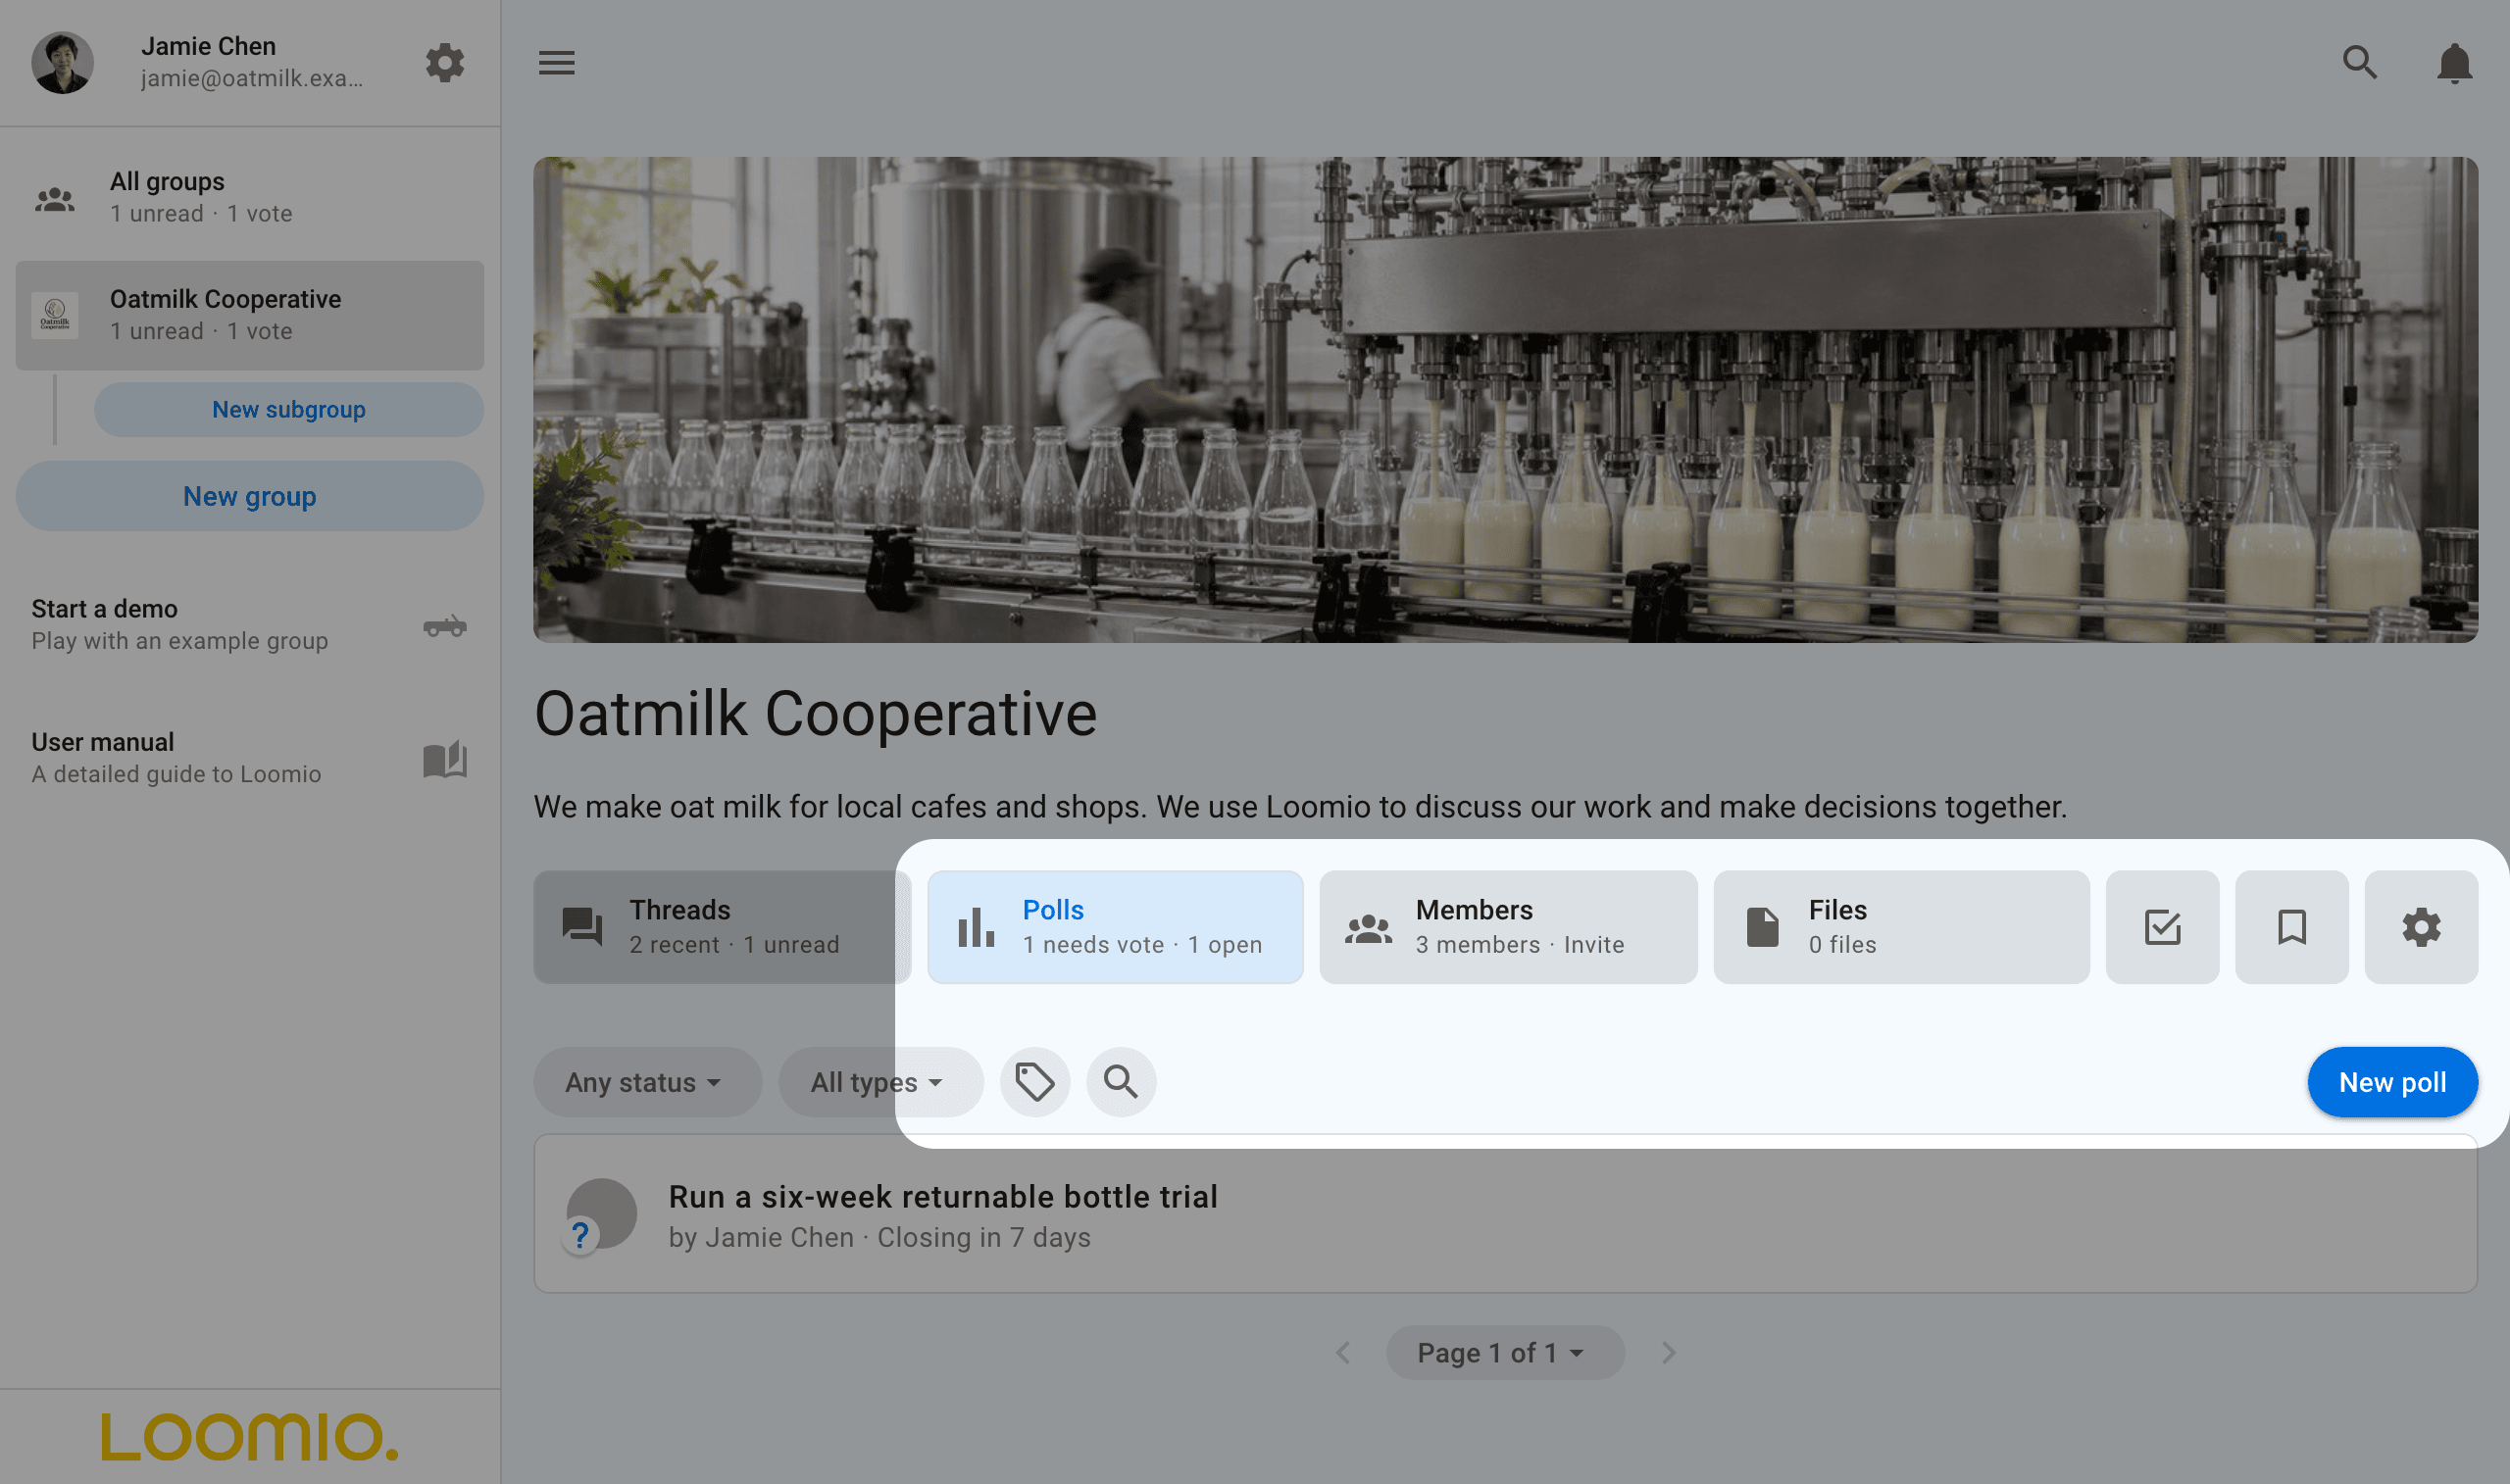 Jamie Chen
jamie@oatmilk.exa...
All groups
1 unread · 1 vote
Oatmilk Cooperative
Oatmilk Cooperative
1 unread · 1 vote
New subgroup
New group
Start a demo
Play with an example group
User manual
A detailed guide to Loomio
LOOMIO.
Oatmilk Cooperative
We make oat milk for local cafes and shops. We use Loomio to discuss our work and make decisions together.
Threads
2 recent · 1 unread
Polls
1 needs vote · 1 open
Members
3 members · Invite
Files
0 files
Any status
All types
New poll
?
Run a six-week returnable bottle trial
by Jamie Chen · Closing in 7 days
Page 1 of 1